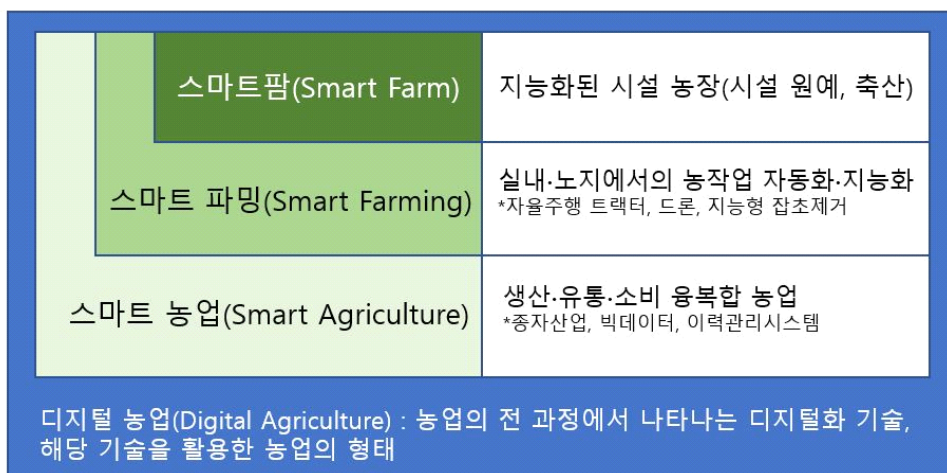 스마트팜(Smart Farm)
지능화된 시설 농장(시설 원예, 축산)
스마트 파밍(Smart Farming)
실내·노지에서의 농작업 자동화·지능화
*자율주행 트랙터, 드론, 지능형 잡초제거
스마트 농업(Smart Agriculture)
생산·유통·소비 융복합 농업
*종자산업, 빅데이터, 이력관리시스템
디지털 농업(Digital Agriculture) : 농업의 전 과정에서 나타나는 디지털화 기술,
해당 기술을 활용한 농업의 형태